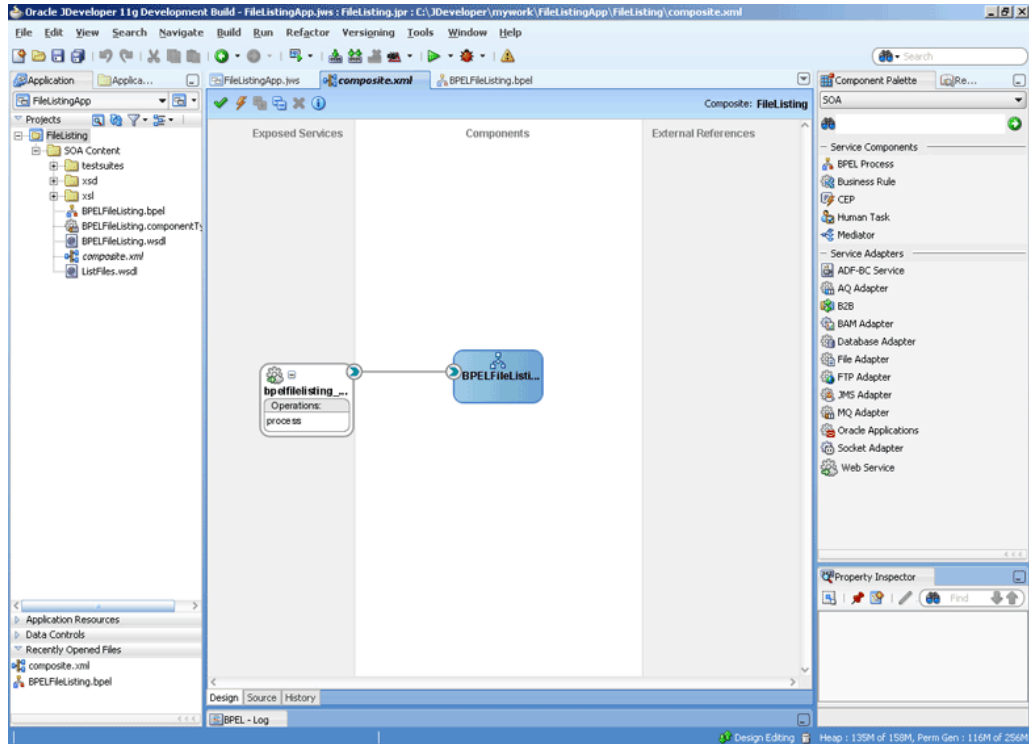 Oracle JDeveloper 11g Development Build - FileListingApp.jws : FileListing.jpr : C:\JDeveloper\mywork\FileListingApp\FileListing\composite.xml
File Edit View Search Navigate Build Run Refactor Versioning Tools Window Help
Search
Application
Applica...
FileListingApp
Projects
FileListing
SOA Content
testsuites
xsd
xsl
BPELFileListing.bpel
BPELFileListing.componentTy
BPELFileListing.wsdl
composite.xml
ListFiles.wsdl
Application Resources
Data Controls
Recently Opened Files
composite.xml
BPELFileListing.bpel
FileListingApp.jws
composite.xml
BPELFileListing.bpel
Composite: FileListing
Exposed Services
Components
External References
bpelfilelisting_...
Operations:
process
BPELFileListi...
Design Source History
BPEL - Log
Component Palette
Re...
SOA
Service Components
BPEL Process
Business Rule
CEP
Human Task
Mediator
Service Adapters
ADF-BC Service
AQ Adapter
B2B
BAM Adapter
Database Adapter
File Adapter
FTP Adapter
JMS Adapter
MQ Adapter
Oracle Applications
Socket Adapter
Web Service
Property Inspector
Find
Design Editing
Heap : 135M of 158M, Perm Gen : 116M of 256M